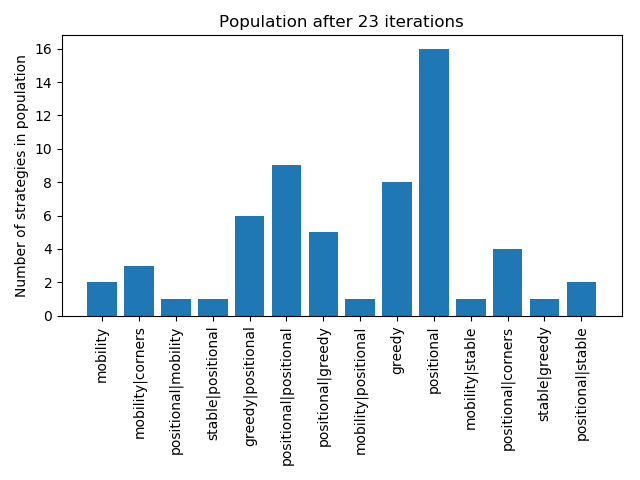 Population after 23 iterations
Number of strategies in population
16
14
12
10
8
6
4
2
0
mobility
mobility|corners
positional|mobility
stable|positional
greedy|positional
positional|positional
positional|greedy
mobility|positional
greedy
positional
mobility|stable
positional|corners
stable|greedy
positional|stable